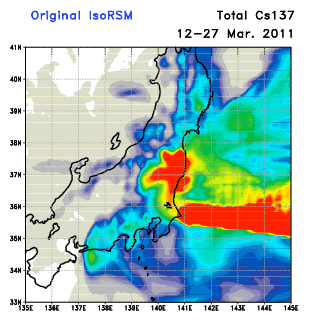 Original IsoRSM
Total Cs137
12-27 Mar. 2011
41N
40N
39N
38N
37N
36N
35N
34N
33N
135E 136E 137E 138E 139E 140E 141E 142E 143E 144E 145E